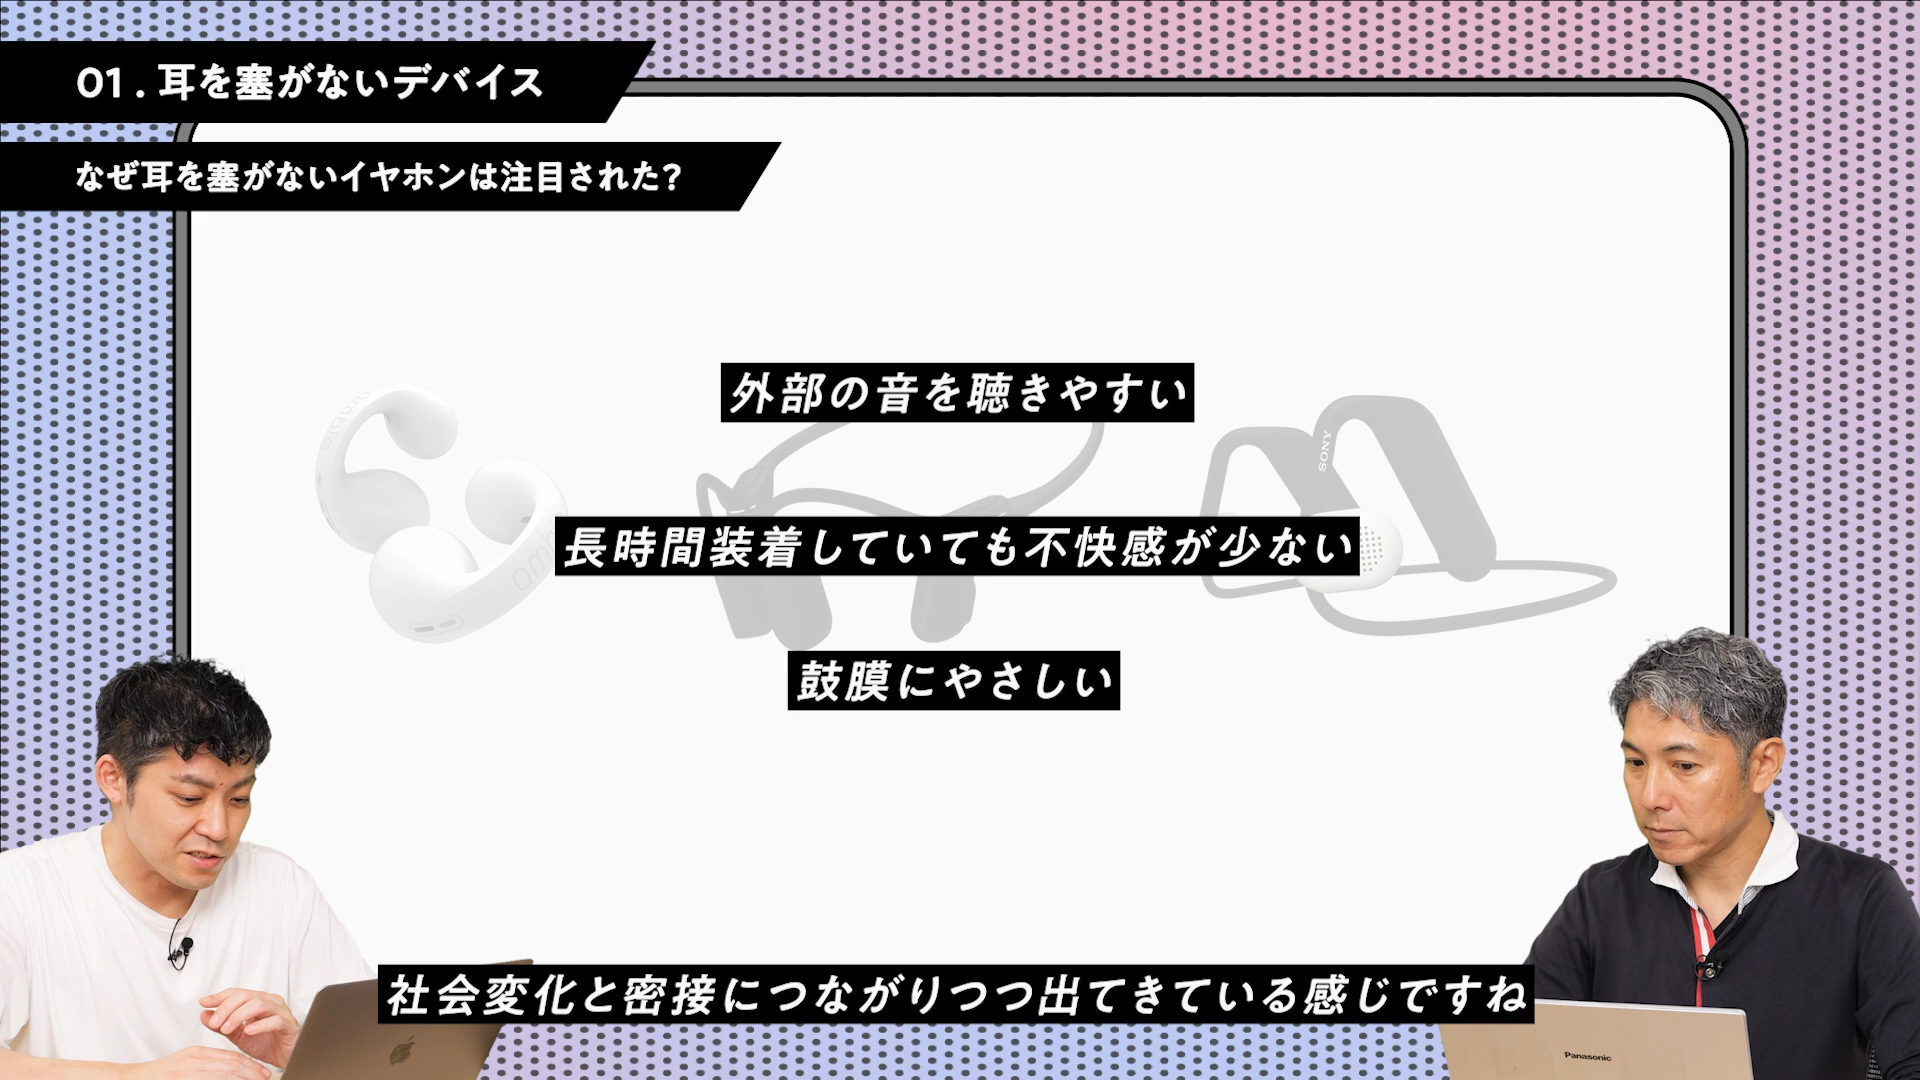 01. 耳を塞がないデバイス
なぜ耳を塞がないイヤホンは注目された?
外部の音を聴きやすい
ambie
SONY
長時間装着していても不快感が少ない
鼓膜にやさしい
社会変化と密接につながりつつ出てきている感じですね
Panasonic